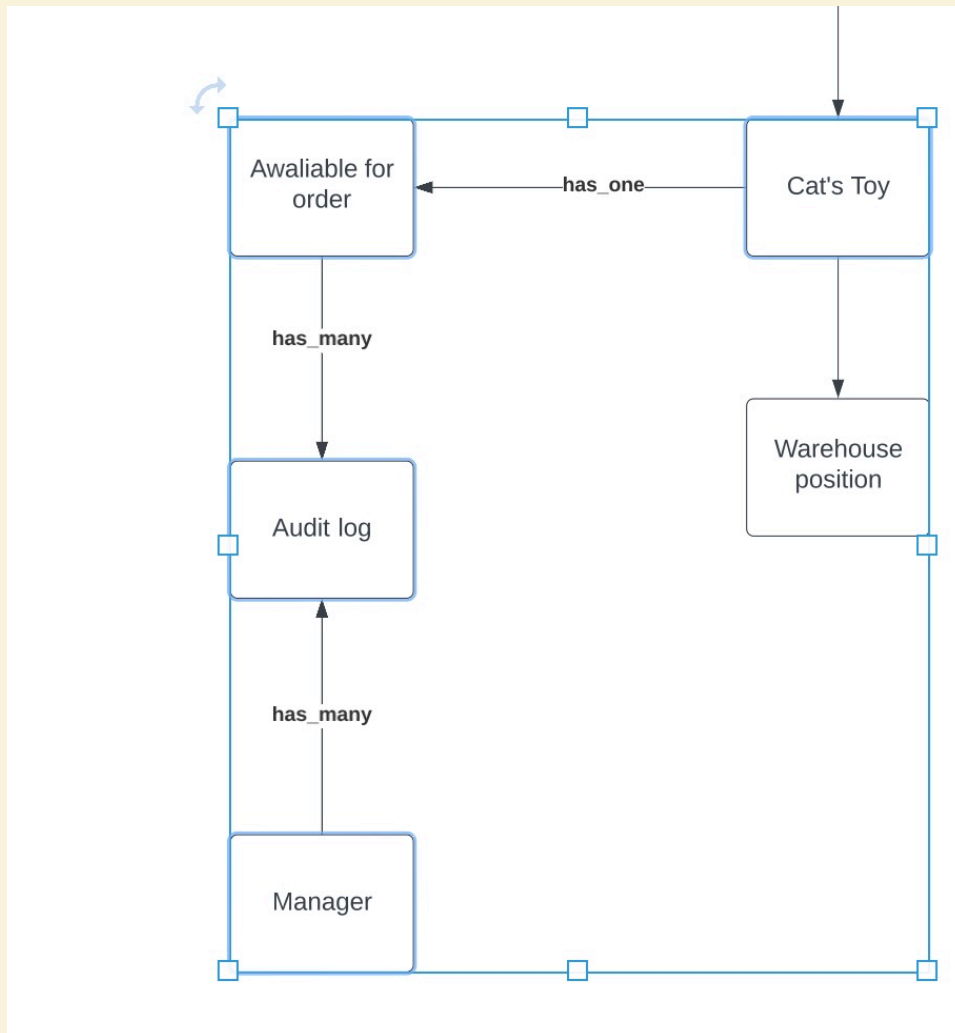 Awaliable for
order
has_one
Cat's Toy
has_many
Warehouse
position
Audit log
has_many
Manager